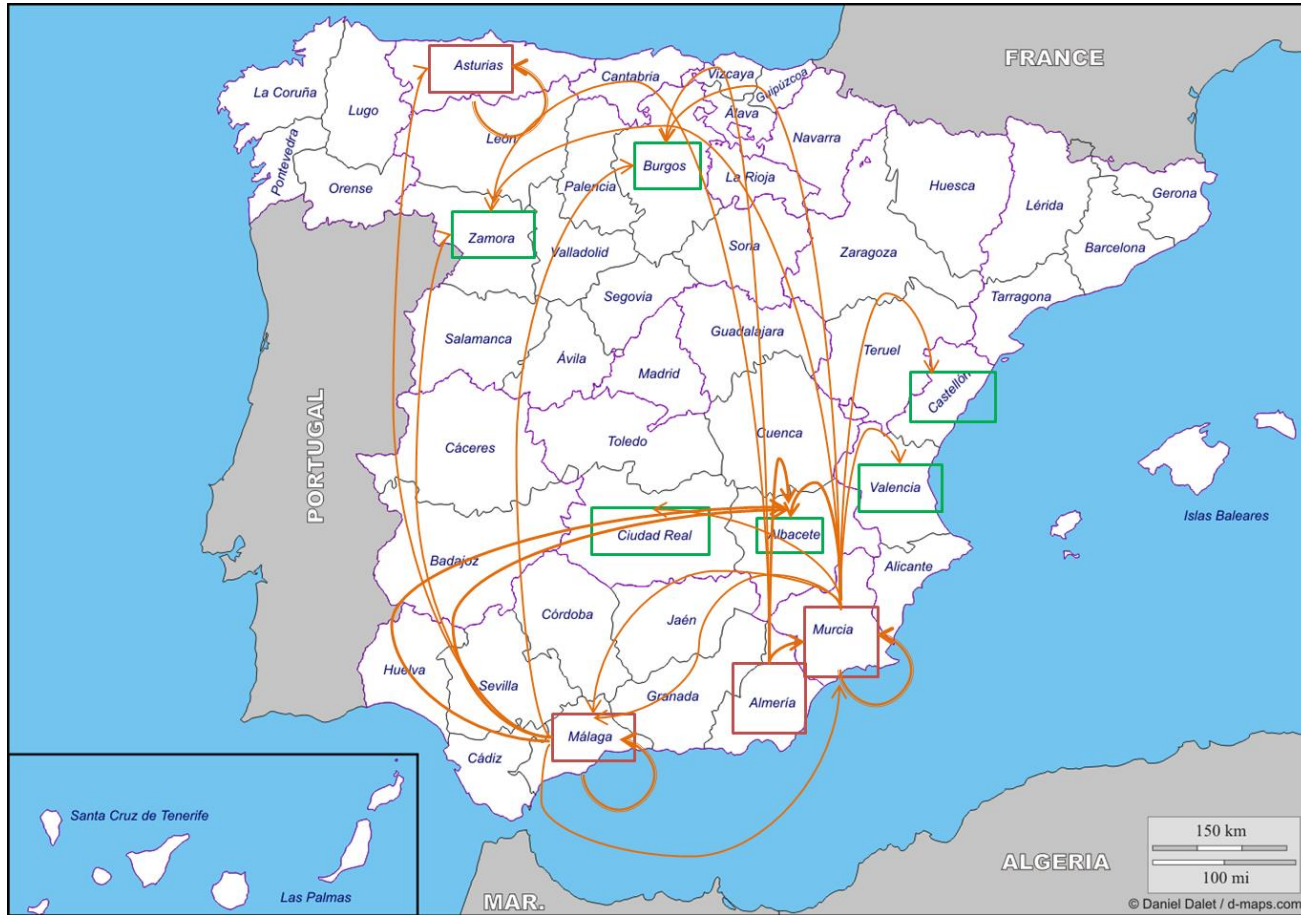 FRANCE
Asturias
Cantabria
Vizcaya
Guipúzcoa
La Coruña
Lugo
León
Álava
Navarra
Pontevedra
Orense
Palencia
Burgos
La Rioja
Huesca
Lérida
Gerona
Zamora
Valladolid
Soria
Zaragoza
Barcelona
Segovia
Tarragona
Salamanca
Ávila
Madrid
Guadalajara
Teruel
Castellón
PORTUGAL
Cáceres
Toledo
Cuenca
Valencia
Islas Baleares
Badajoz
Ciudad Real
Albacete
Alicante
Córdoba
Jaén
Murcia
Huelva
Sevilla
Granada
Almería
Málaga
Cádiz
Santa Cruz de Tenerife
Las Palmas
MAR.
ALGERIA
150 km
100 mi
© Daniel Dalet / d-maps.com